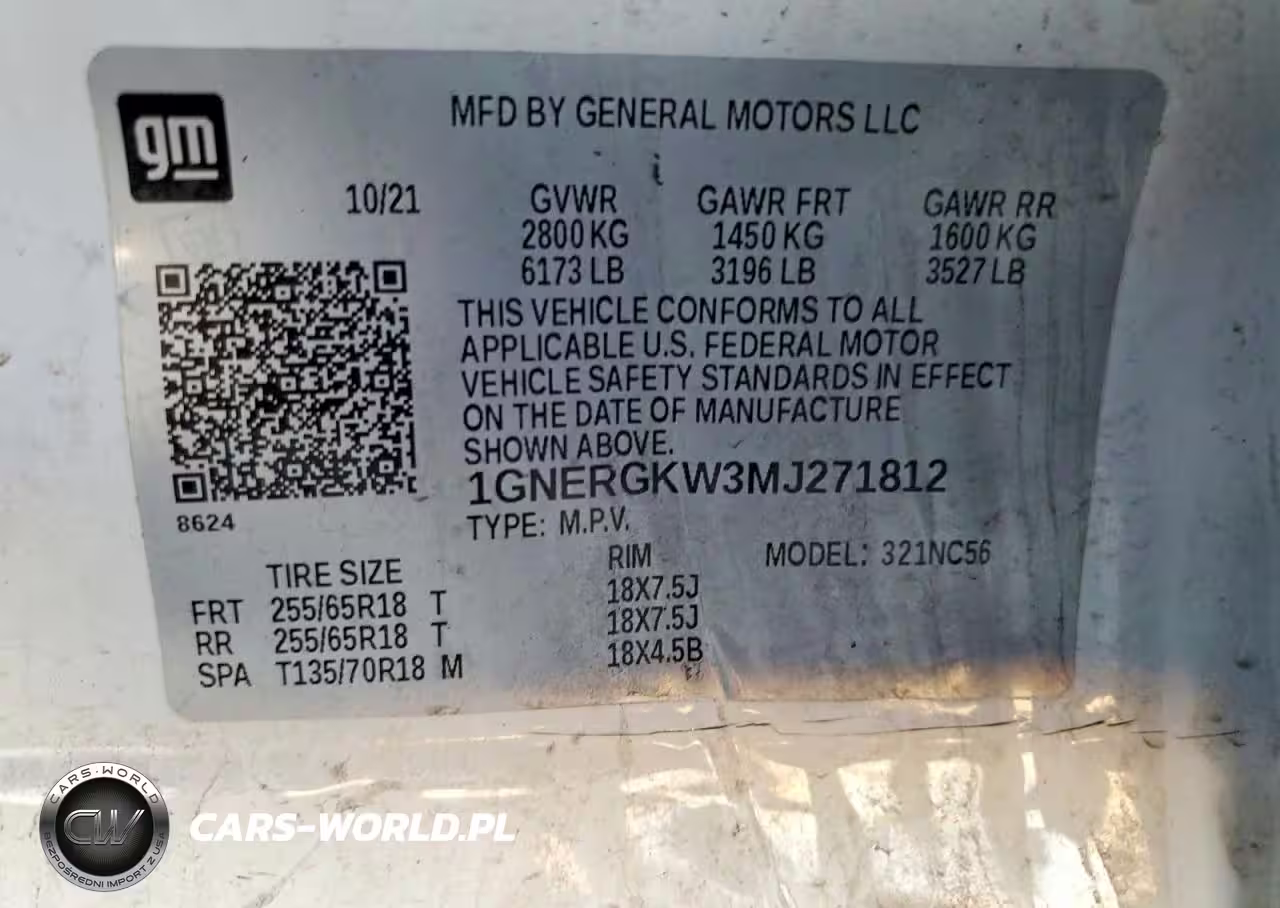 gm
MFD BY GENERAL MOTORS LLC
10/21 GVWR GAWR FRT GAWR RR
2800 KG 1450 KG 1600 KG
6173 LB 3196 LB 3527 LB
THIS VEHICLE CONFORMS TO ALL
APPLICABLE U.S. FEDERAL MOTOR
VEHICLE SAFETY STANDARDS IN EFFECT
ON THE DATE OF MANUFACTURE
SHOWN ABOVE.
1GNERGKW3MJ271812
8624
TYPE: M.P.V.
TIRE SIZE RIM MODEL: 321NC56
FRT 255/65R18 T 18X7.5J
RR 255/65R18 T 18X7.5J
SPA T135/70R18 M 18X4.5B
CARS-WORLD
CW
BEZPOŚREDNI IMPORT Z USA
CARS-WORLD.PL